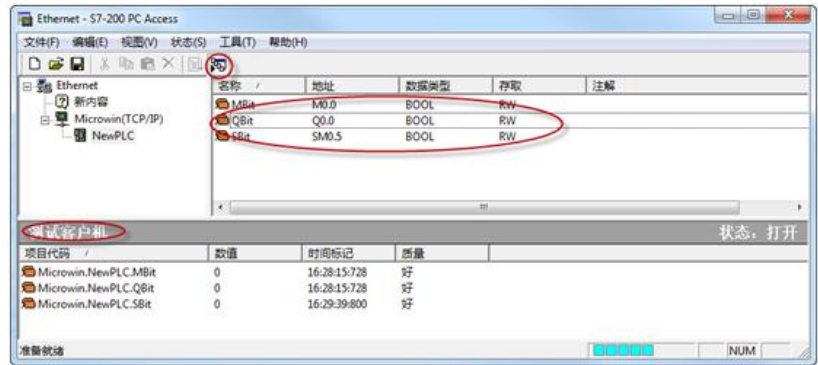 Ethernet - S7-200 PC Access
文件(F) 编辑(E) 视图(V) 状态(S) 工具(T) 帮助(H)
Ethernet
新内容
Microwin(TCP/IP)
NewPLC
名称 / 地址 数据类型 存取 注解
MBit M0.0 BOOL RW
QBit Q0.0 BOOL RW
SBit SM0.5 BOOL RW
测试客户机 状态：打开
项目代码 / 数值 时间标记 质量
Microwin.NewPLC.MBit 0 16:28:15:728 好
Microwin.NewPLC.QBit 0 16:28:15:728 好
Microwin.NewPLC.SBit 0 16:29:39:800 好
准备就绪 NUM